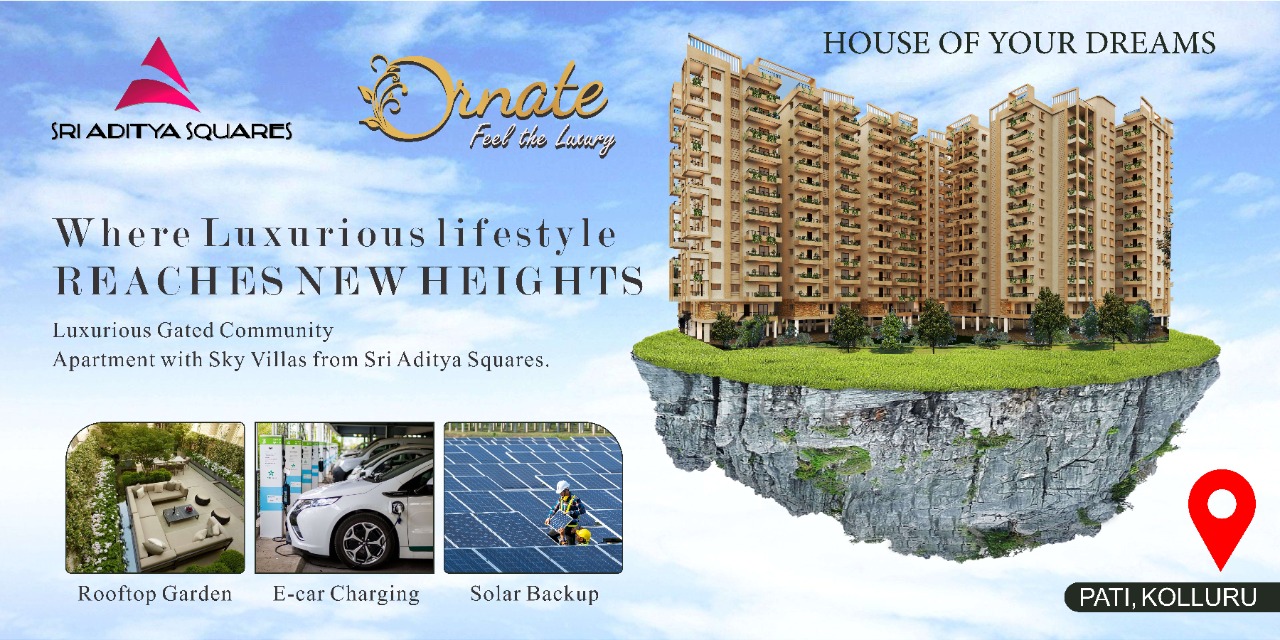 SRI ADITYA SQUARES
Ornate
Feel the Luxury
HOUSE OF YOUR DREAMS
Where Luxurious lifestyle
REACHES NEW HEIGHTS
Luxurious Gated Community
Apartment with Sky Villas from Sri Aditya Squares.
Rooftop Garden
E-car Charging
Solar Backup
PATI, KOLLURU